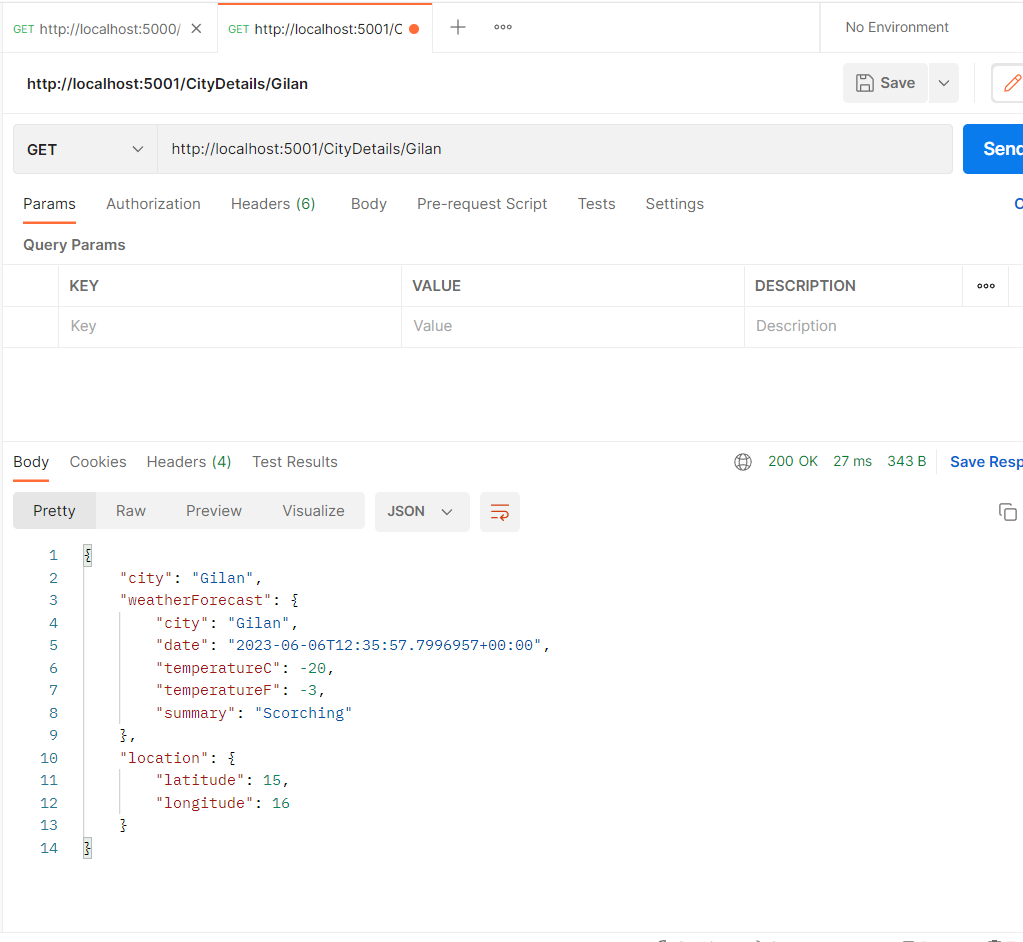 GET http://localhost:5000/ GET http://localhost:5001/C No Environment
http://localhost:5001/CityDetails/Gilan Save
GET http://localhost:5001/CityDetails/Gilan Send
Params Authorization Headers (6) Body Pre-request Script Tests Settings
Query Params
KEY VALUE DESCRIPTION
Key Value Description
Body Cookies Headers (4) Test Results 200 OK 27 ms 343 B Save Resp
Pretty Raw Preview Visualize JSON
1 {
2 "city": "Gilan",
3 "weatherForecast": {
4 "city": "Gilan",
5 "date": "2023-06-06T12:35:57.7996957+00:00",
6 "temperatureC": -20,
7 "temperatureF": -3,
8 "summary": "Scorching"
9 },
10 "location": {
11 "latitude": 15,
12 "longitude": 16
13 }
14 }